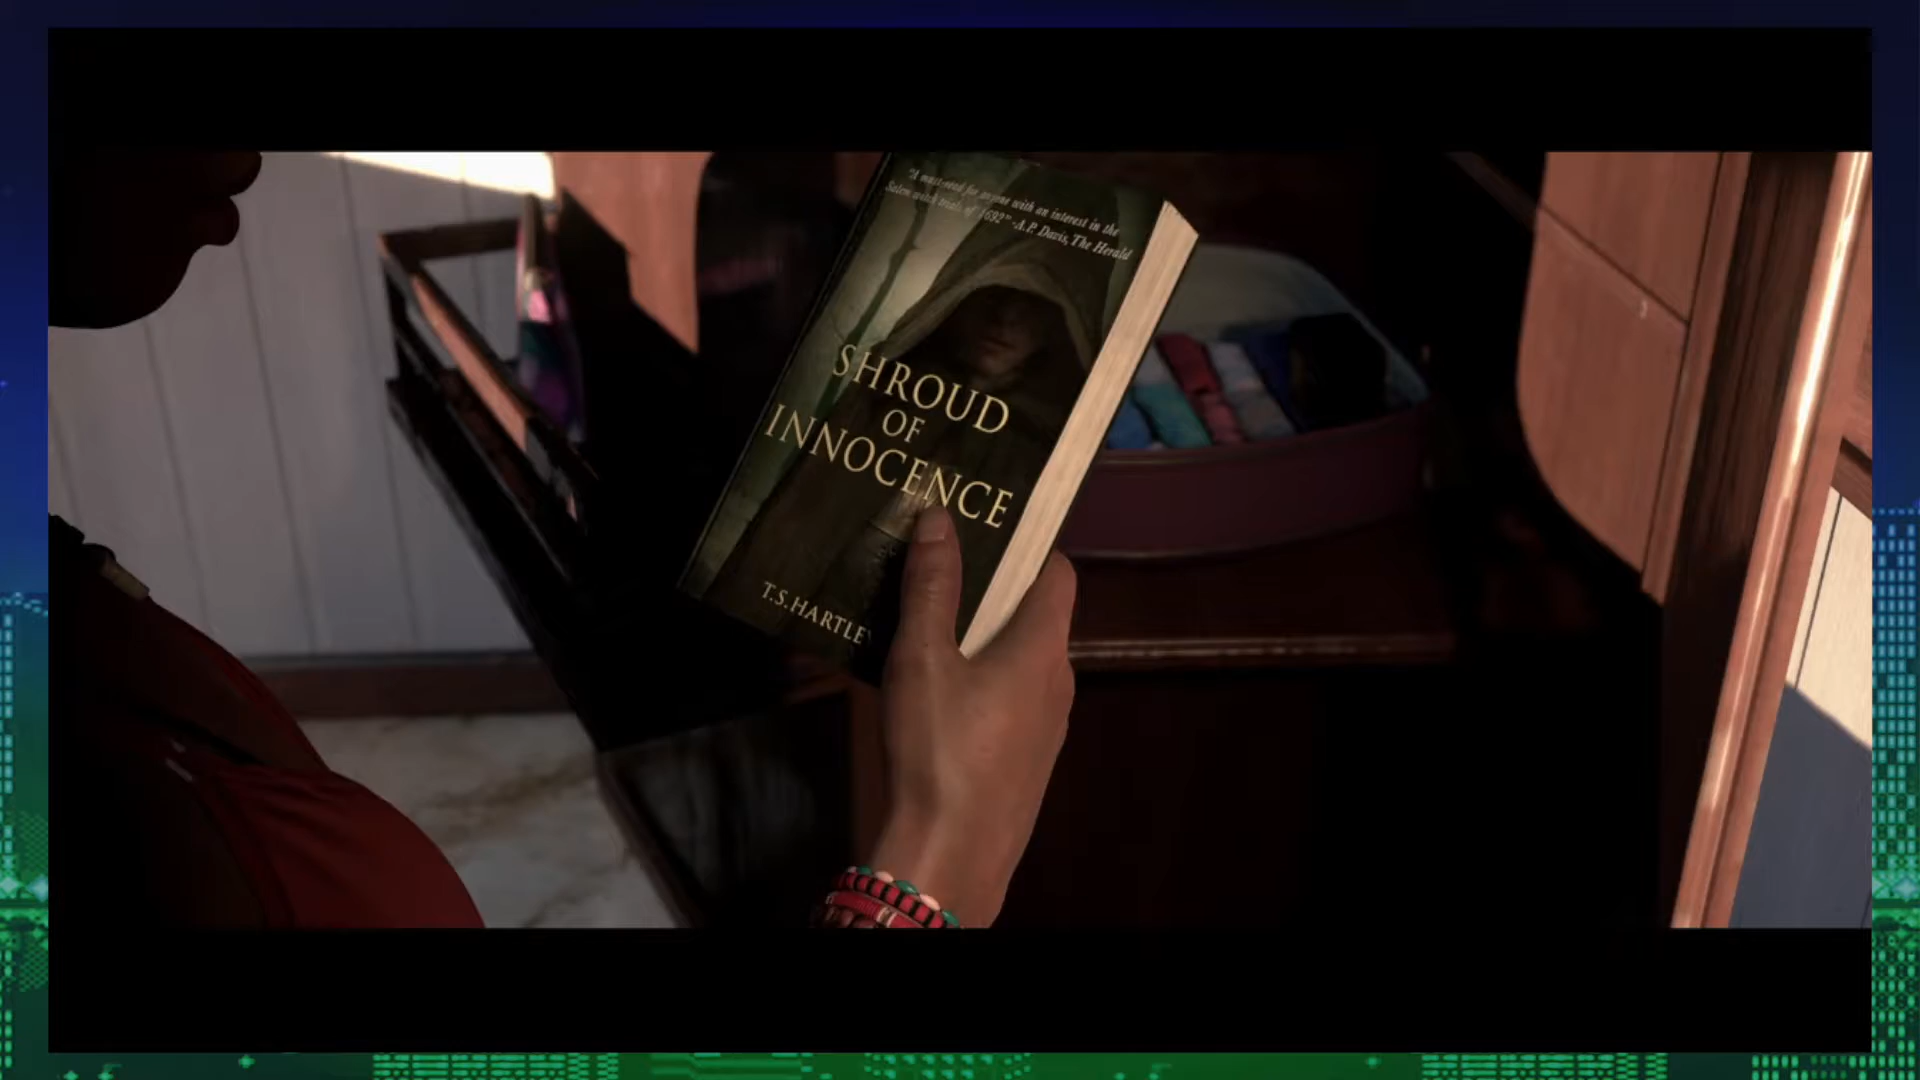 "A must-read for anyone with an interest in the
Salem witch trials of 1692" -A.P. Davis, The Herald
SHROUD
OF
INNOCENCE
T.S. HARTLEY